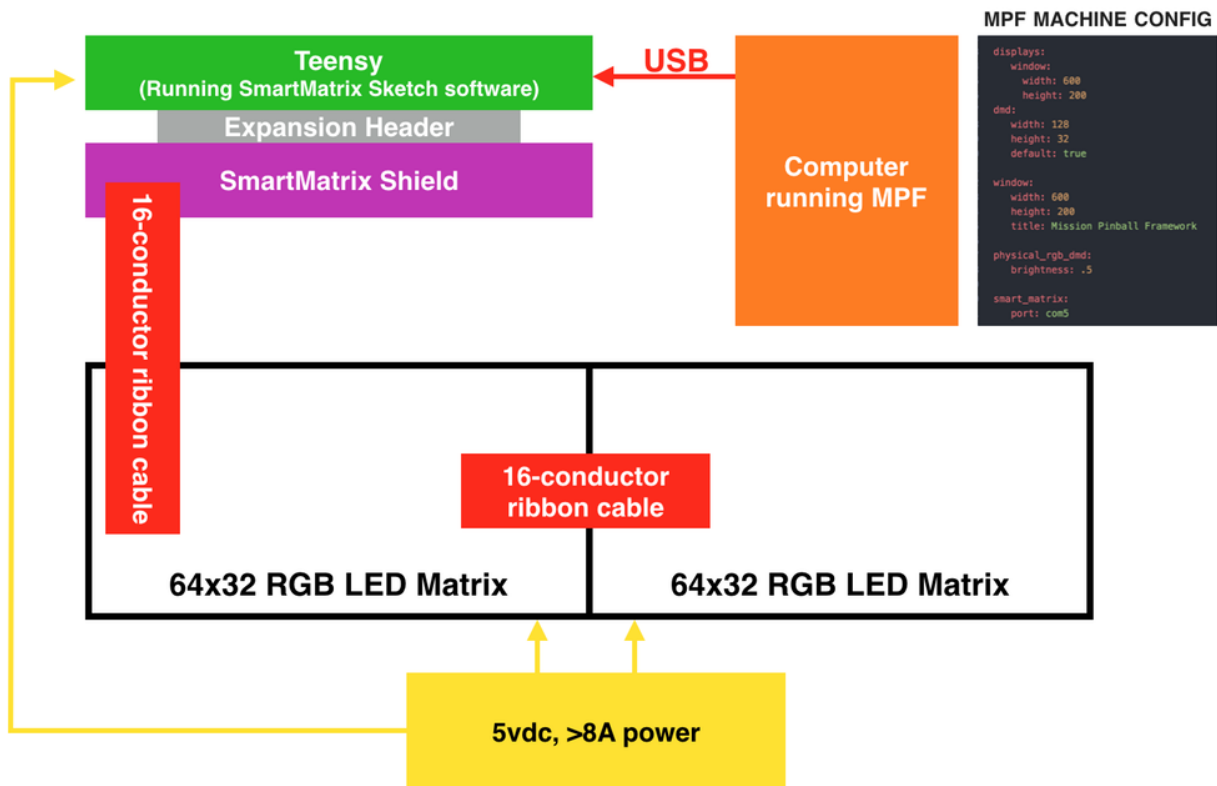 Teensy
(Running SmartMatrix Sketch software)
Expansion Header
SmartMatrix Shield
16-conductor ribbon cable
USB
Computer
running MPF
MPF MACHINE CONFIG
displays:
window:
width: 600
height: 200
dmd:
width: 128
height: 32
default: true
window:
width: 600
height: 200
title: Mission Pinball Framework
physical_rgb_dmd:
brightness: .5
smart_matrix:
port: com5
16-conductor
ribbon cable
64x32 RGB LED Matrix
64x32 RGB LED Matrix
5vdc, >8A power